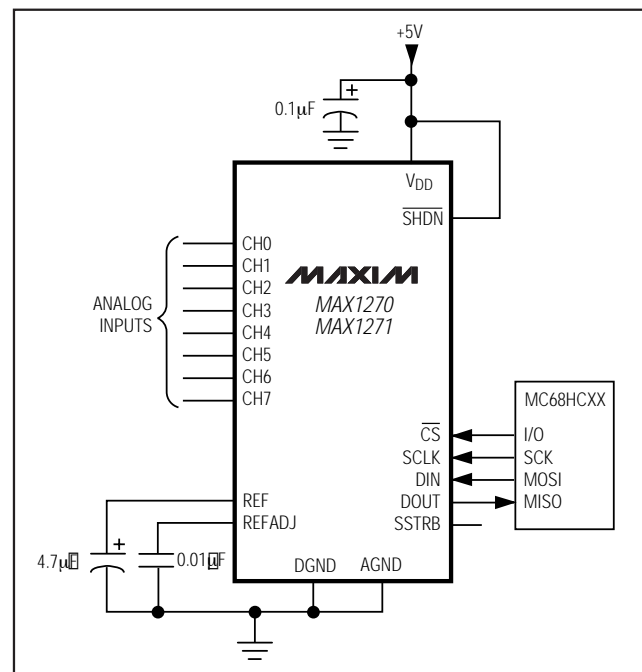 +5V
0.1µF
+
VDD
SHDN
CH0
CH1
CH2
CH3
CH4
CH5
CH6
CH7
ANALOG
INPUTS
MAXIM
MAX1270
MAX1271
MC68HCXX
CS
I/O
SCLK
SCK
DIN
MOSI
DOUT
MISO
SSTRB
REF
REFADJ
4.7µF
+
0.01µF
DGND
AGND